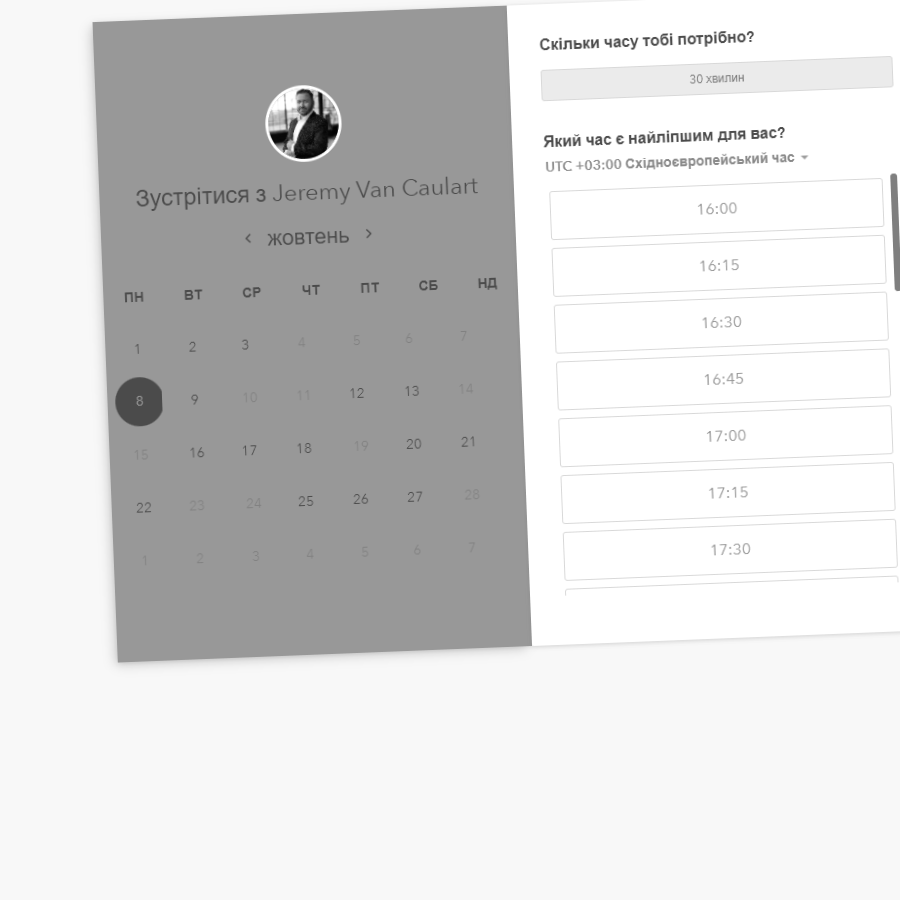 Зустрітися з Jeremy Van Caulart
‹ жовтень ›
ПН ВТ СР ЧТ ПТ СБ НД
1 2 3 4 5 6 7
8 9 10 11 12 13 14
15 16 17 18 19 20 21
22 23 24 25 26 27 28
1 2 3 4 5 6 7
Скільки часу тобі потрібно?
30 хвилин
Який час є найліпшим для вас?
UTC +03:00 Східноєвропейський час
16:00
16:15
16:30
16:45
17:00
17:15
17:30